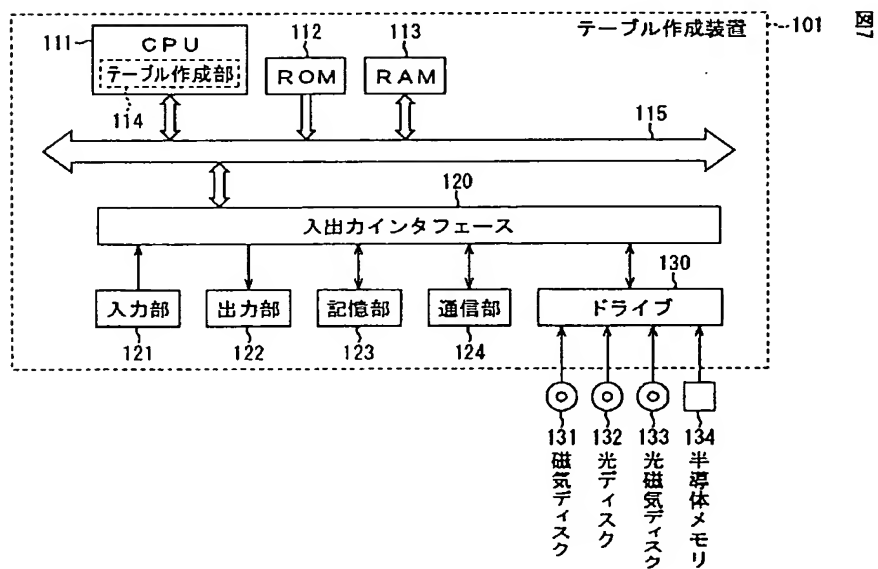 図7
テーブル作成装置
101
111
CPU
テーブル作成部
114
112
ROM
113
RAM
115
120
入出力インタフェース
130
入力部
出力部
記憶部
通信部
ドライブ
121
122
123
124
131
132
133
134
磁気ディスク
光ディスク
光磁気ディスク
半導体メモリ